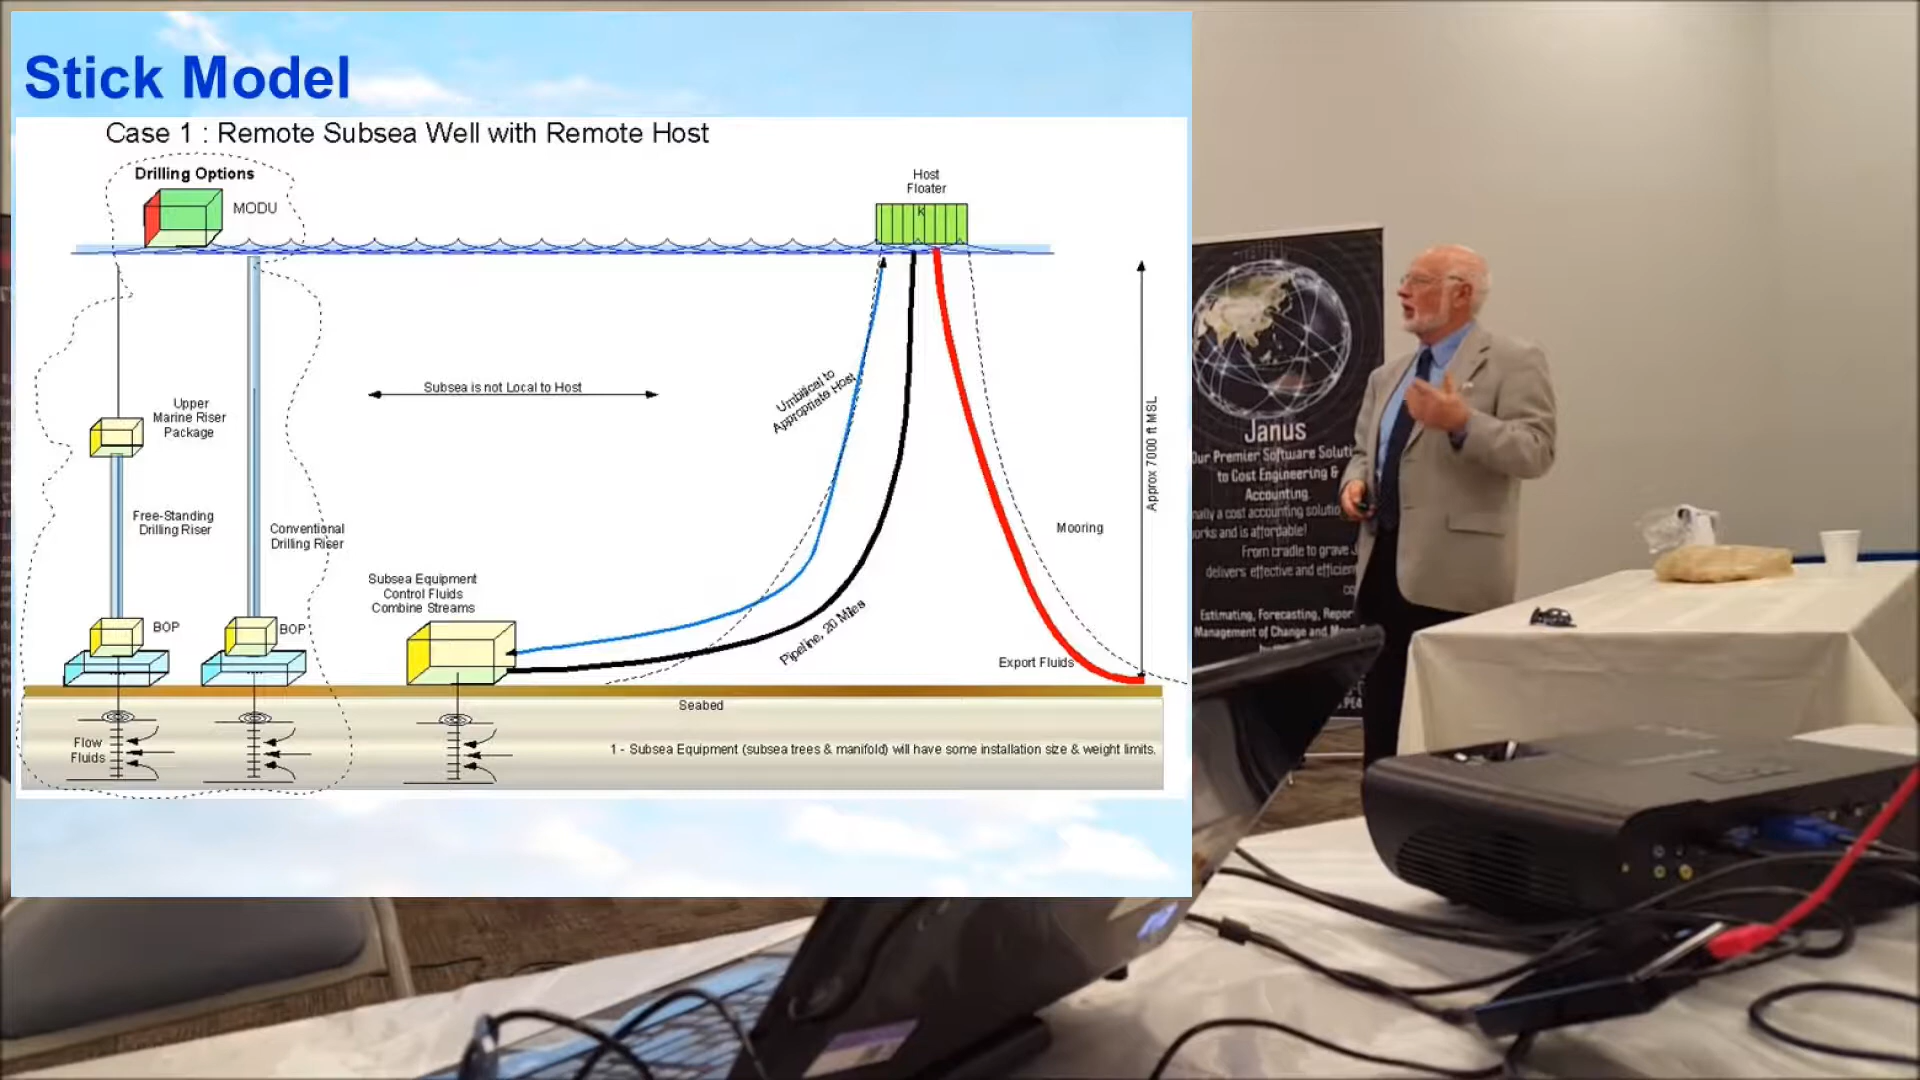 Stick Model
Case 1 : Remote Subsea Well with Remote Host
Drilling Options
MODU
Host
Floater
K
Upper
Marine Riser
Package
Subsea is not Local to Host
Umbilical to
Appropriate Host
Approx 7000 ft MSL
Free-Standing
Drilling Riser
Conventional
Drilling Riser
Mooring
Subsea Equipment
Control Fluids
Combine Streams
BOP
BOP
Pipeline, 20 Miles
Export Fluids
Seabed
Flow
Fluids
1 - Subsea Equipment (subsea trees & manifold) will have some installation size & weight limits.
Janus
Our Premier Software Soluti
to Cost Engineering &
Accounting
nally a cost accounting solutio
orks and is affordable!
From cradle to grave
delivers effective and efficien
co
Estimating, Forecasting, Repor
Management of Change and